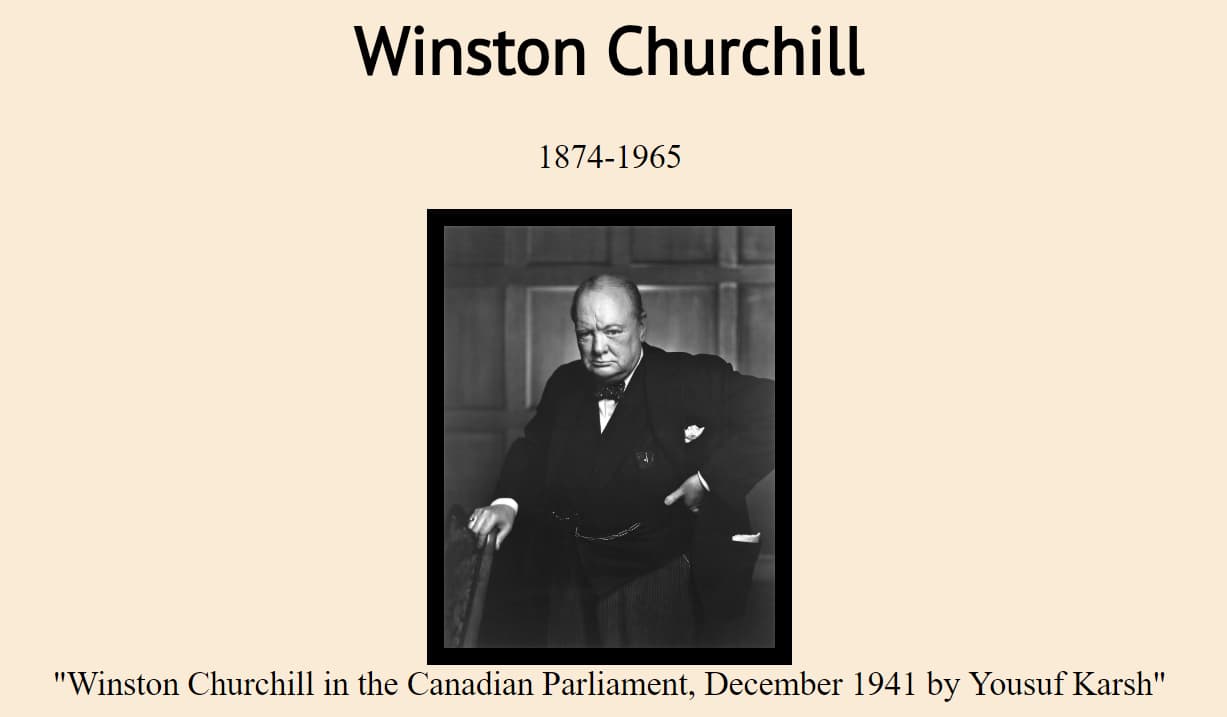 Winston Churchill
1874-1965
"Winston Churchill in the Canadian Parliament, December 1941 by Yousuf Karsh"